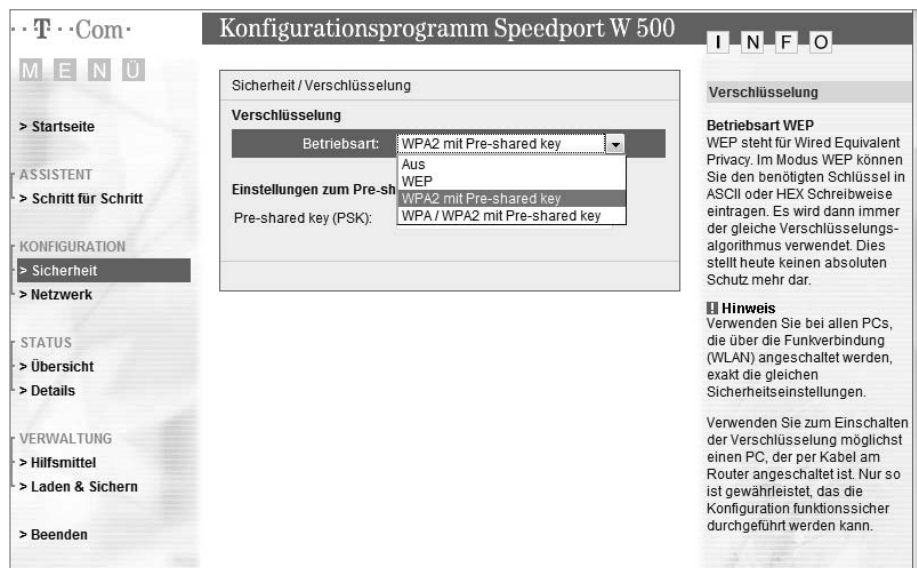 ··T··Com·
Konfigurationsprogramm Speedport W 500
INFO
MENÜ
> Startseite
ASSISTENT
> Schritt für Schritt
KONFIGURATION
> Sicherheit
> Netzwerk
STATUS
> Übersicht
> Details
VERWALTUNG
> Hilfsmittel
> Laden & Sichern
> Beenden
Sicherheit / Verschlüsselung
Verschlüsselung
Betriebsart: WPA2 mit Pre-shared key
Aus
WEP
WPA2 mit Pre-shared key
WPA / WPA2 mit Pre-shared key
Einstellungen zum Pre-sh
Pre-shared key (PSK):
Verschlüsselung
Betriebsart WEP
WEP steht für Wired Equivalent
Privacy. Im Modus WEP können
Sie den benötigten Schlüssel in
ASCII oder HEX Schreibweise
eintragen. Es wird dann immer
der gleiche Verschlüsselungs-
algorithmus verwendet. Dies
stellt heute keinen absoluten
Schutz mehr dar.
! Hinweis
Verwenden Sie bei allen PCs,
die über die Funkverbindung
(WLAN) angeschaltet werden,
exakt die gleichen
Sicherheitseinstellungen.
Verwenden Sie zum Einschalten
der Verschlüsselung möglichst
einen PC, der per Kabel am
Router angeschaltet ist. Nur so
ist gewährleistet, das die
Konfiguration funktionssicher
durchgeführt werden kann.